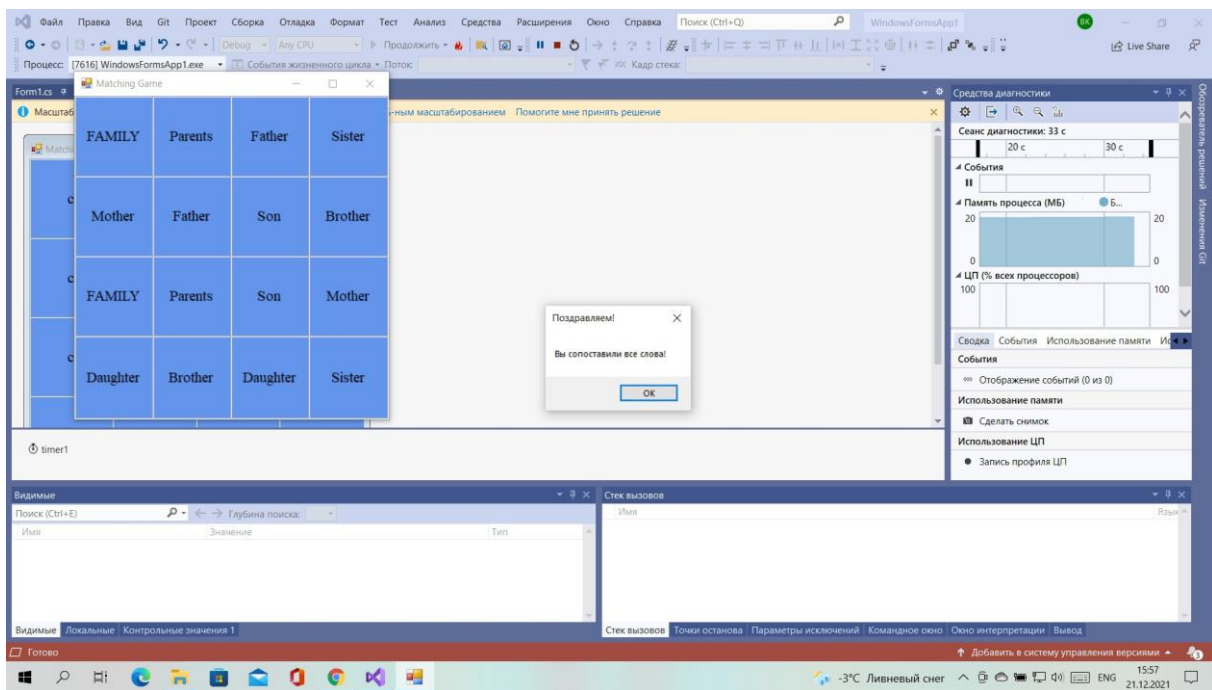 Файл Правка Вид Git Проект Сборка Отладка Формат Тест Анализ Средства Расширения Окно Справка Поиск (Ctrl+Q) WindowsFormsApp1 ВК
Debug Any CPU Продолжить Live Share
Процесс: [7616] WindowsFormsApp1.exe События жизненного цикла Поток: Кадр стека:
Form1.cs
Масштаб
-ным масштабированием Помогите мне принять решение
Matching Game
FAMILY Parents Father Sister
Mother Father Son Brother
FAMILY Parents Son Mother
Daughter Brother Daughter Sister
Поздравляем!
Вы сопоставили все слова!
ОК
timer1
Средства диагностики
Сеанс диагностики: 33 с
20 с 30 с
События
Память процесса (МБ) Б...
20 20
0 0
ЦП (% всех процессоров)
100 100
Сводка События Использование памяти
События
Отображение событий (0 из 0)
Использование памяти
Сделать снимок
Использование ЦП
Запись профиля ЦП
Обозреватель решений Изменения Git
Видимые
Поиск (Ctrl+E) Глубина поиска:
Имя Значение Тип
Видимые Локальные Контрольные значения 1
Стек вызовов
Имя Язык
Стек вызовов Точки останова Параметры исключений Командное окно Окно интерпретации Вывод
Готово Добавить в систему управления версиями
-3°C Ливневый снег ENG 15:57
21.12.2021